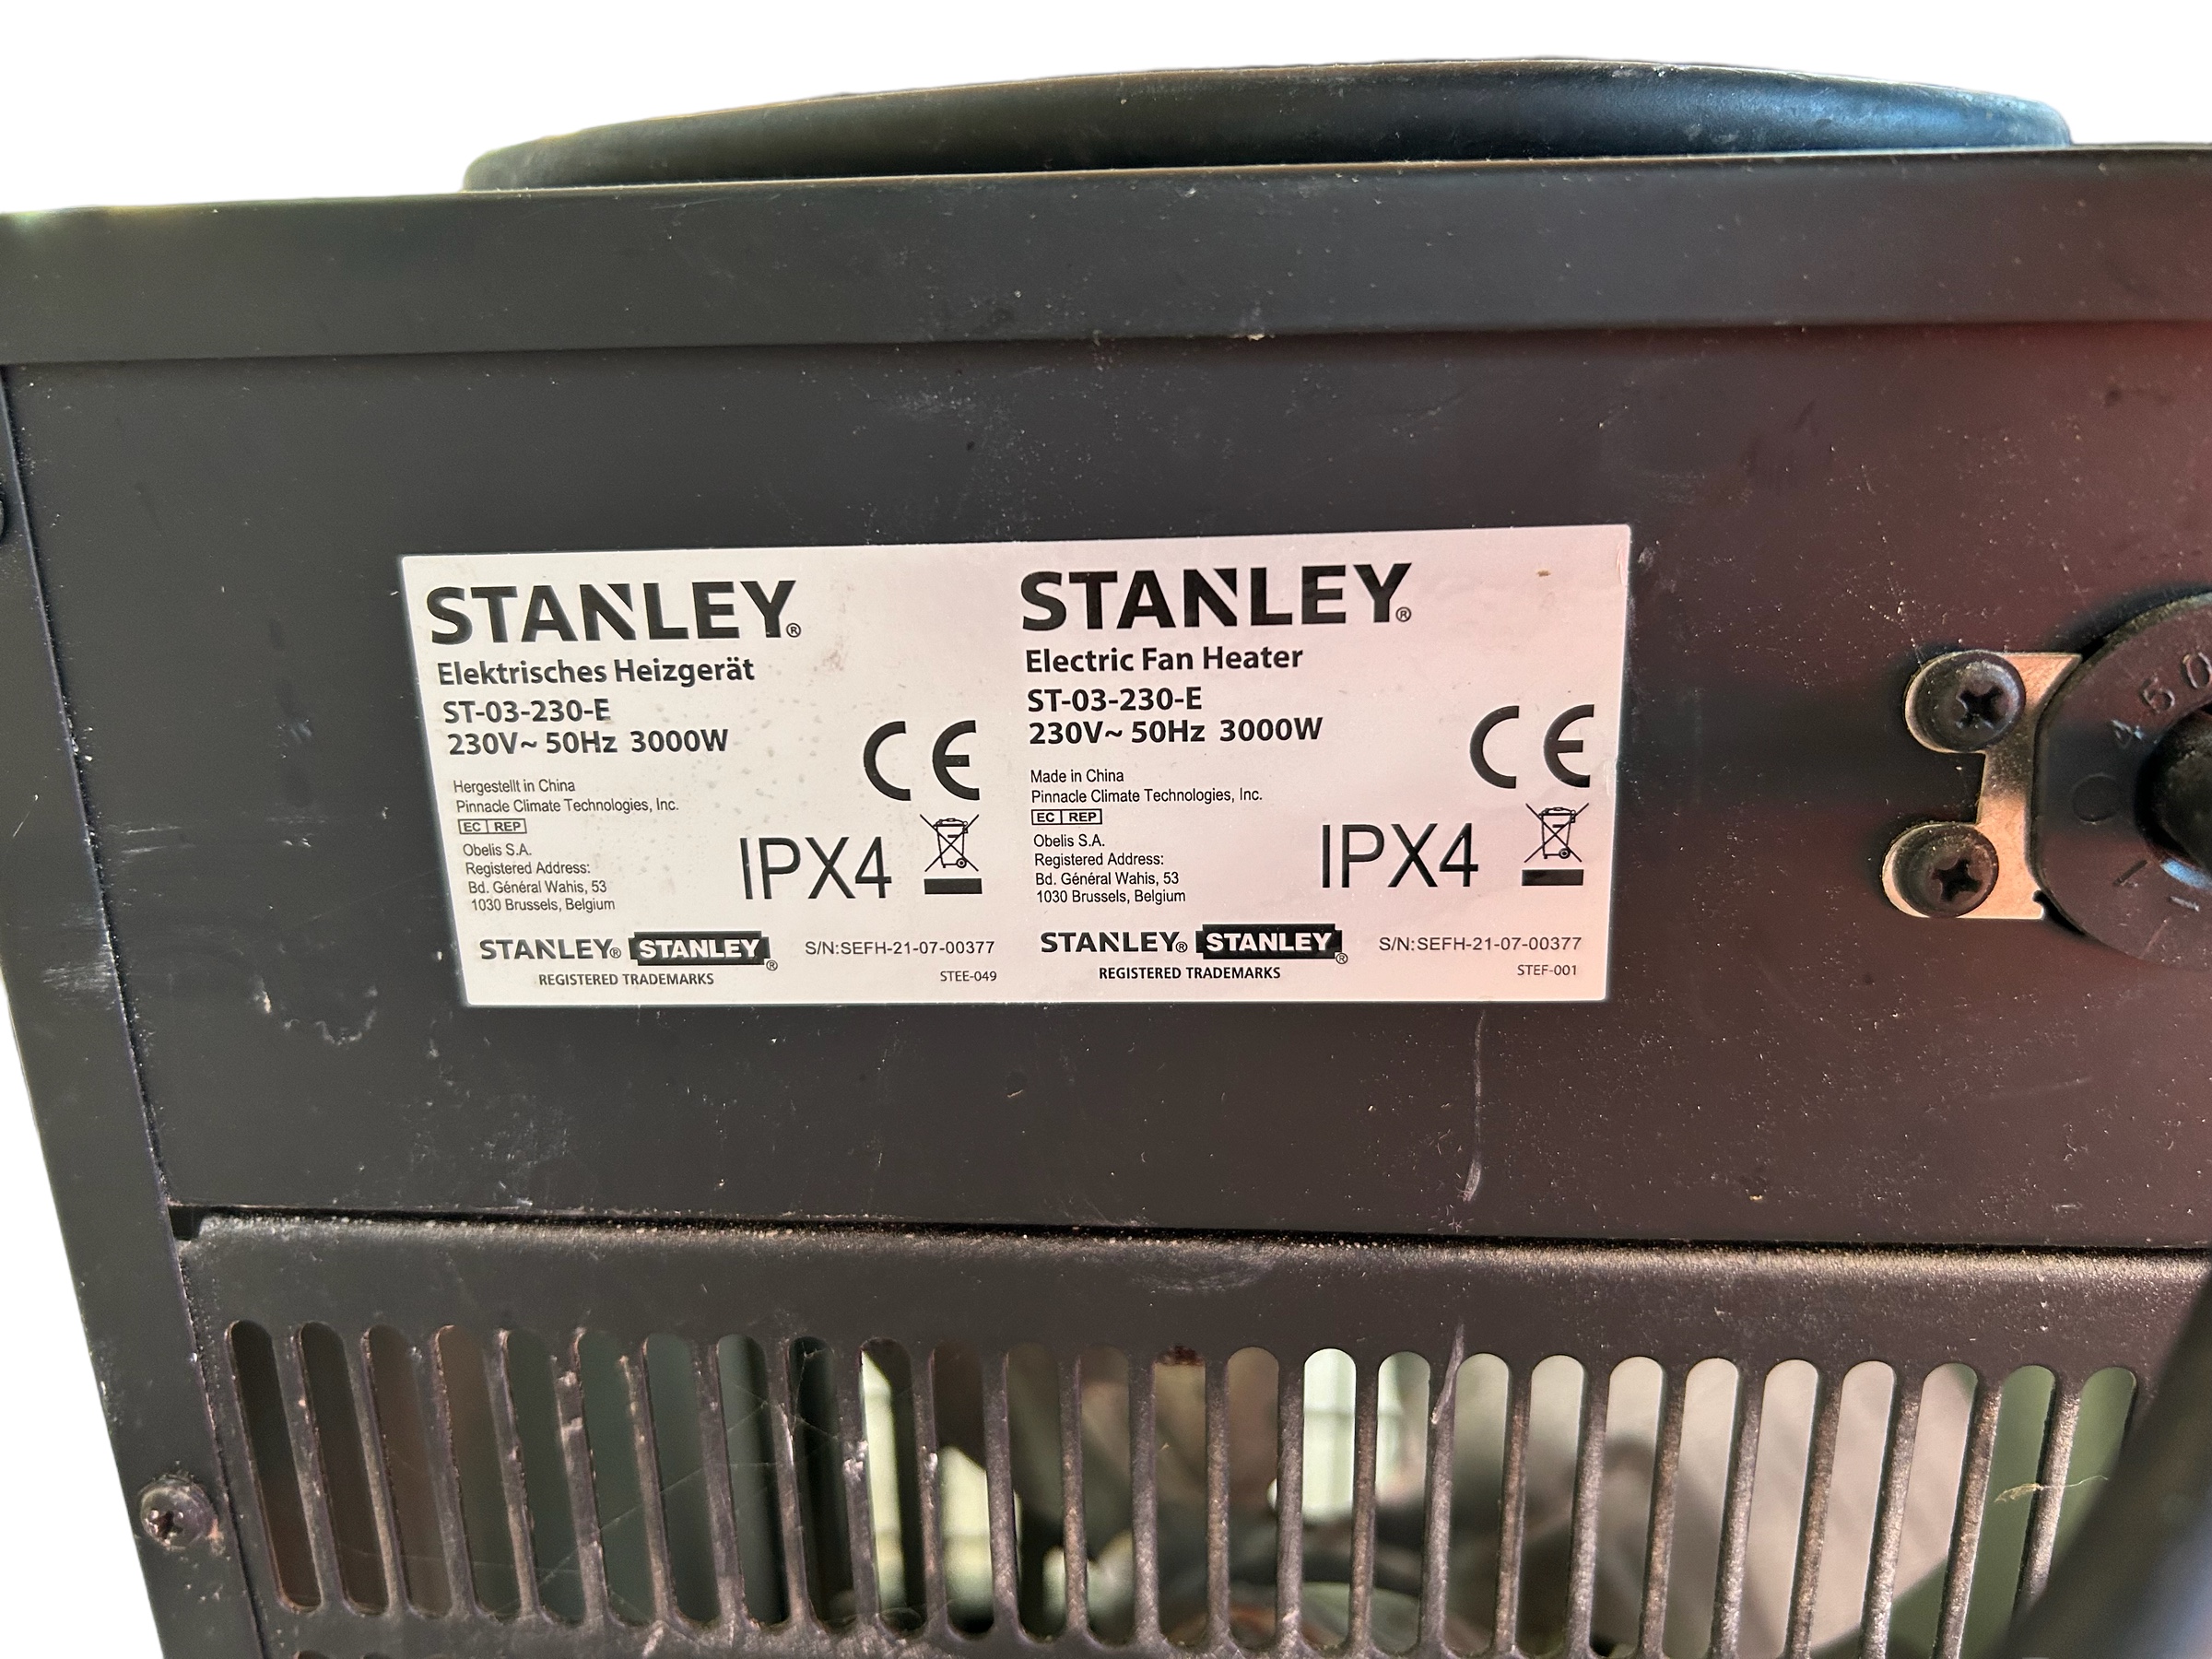 STANLEY®
Elektrisches Heizgerät
ST-03-230-E
230V~ 50Hz 3000W
CE
Hergestellt in China
Pinnacle Climate Technologies, Inc.
EC REP
Obelis S.A.
Registered Address:
Bd. Général Wahis, 53
1030 Brussels, Belgium
IPX4
STANLEY® STANLEY®
REGISTERED TRADEMARKS
S/N:SEFH-21-07-00377
STEE-049
STANLEY®
Electric Fan Heater
ST-03-230-E
230V~ 50Hz 3000W
CE
Made in China
Pinnacle Climate Technologies, Inc.
EC REP
Obelis S.A.
Registered Address:
Bd. Général Wahis, 53
1030 Brussels, Belgium
IPX4
STANLEY® STANLEY®
REGISTERED TRADEMARKS
S/N:SEFH-21-07-00377
STEF-001